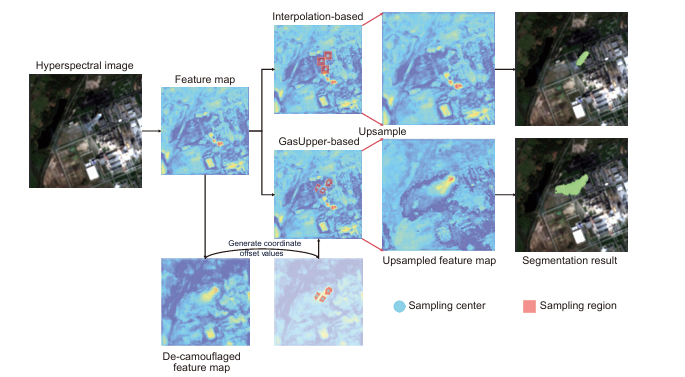 Interpolation-based
Hyperspectral image
Feature map
Upsample
GasUpper-based
Generate coordinate
offset values
Upsampled feature map
Segmentation result
Sampling center
Sampling region
De-camouflaged
feature map